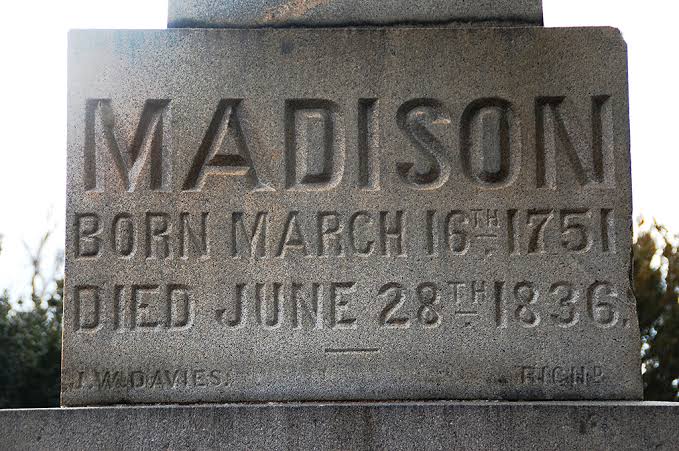 MADISON
BORN MARCH 16TH 1751
DIED JUNE 28TH 1836.
J.W. DAVIES. RICHD